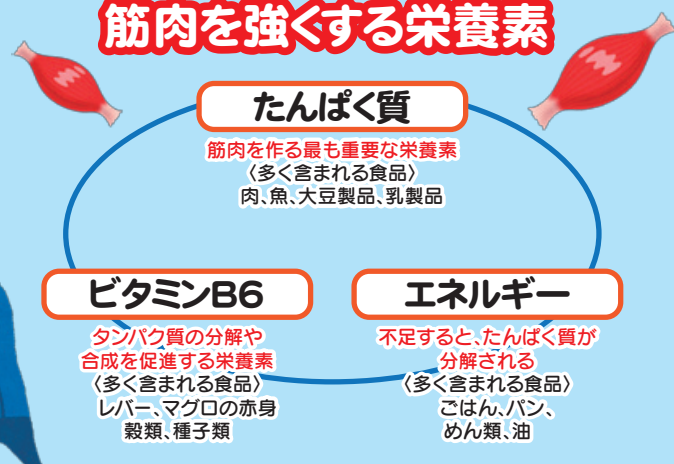 筋肉を強くする栄養素
たんぱく質
筋肉を作る最も重要な栄養素
〈多く含まれる食品〉
肉、魚、大豆製品、乳製品
ビタミンB6
タンパク質の分解や
合成を促進する栄養素
〈多く含まれる食品〉
レバー、マグロの赤身
穀類、種子類
エネルギー
不足すると、たんぱく質が
分解される
〈多く含まれる食品〉
ごはん、パン、
めん類、油